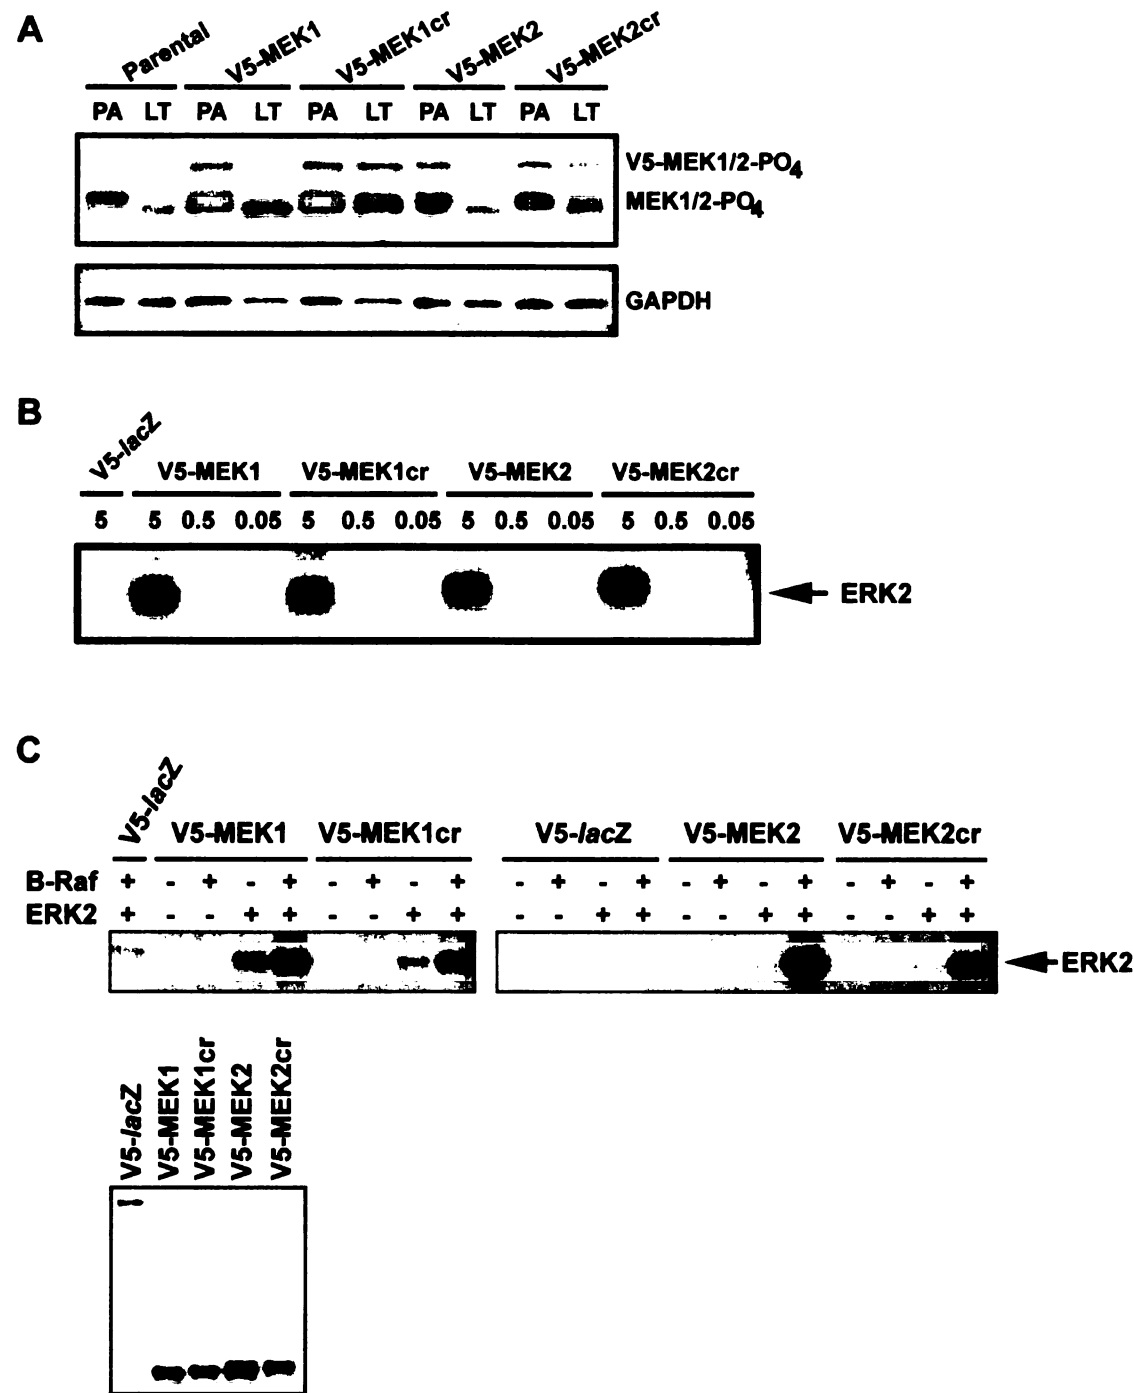 A
Parental V5-MEK1 V5-MEK1cr V5-MEK2 V5-MEK2cr
PA LT PA LT PA LT PA LT PA LT
V5-MEK1/2-PO4
MEK1/2-PO4
GAPDH
B
V5-lacZ V5-MEK1 V5-MEK1cr V5-MEK2 V5-MEK2cr
5 5 0.5 0.05 5 0.5 0.05 5 0.5 0.05 5 0.5 0.05
ERK2
C
V5-lacZ V5-MEK1 V5-MEK1cr V5-lacZ V5-MEK2 V5-MEK2cr
B-Raf + - + - + - + - + - + - + - + - + - + - +
ERK2 + - - + + - - + + - - + + - - + + - - + +
ERK2
V5-lacZ V5-MEK1 V5-MEK1cr V5-MEK2 V5-MEK2cr